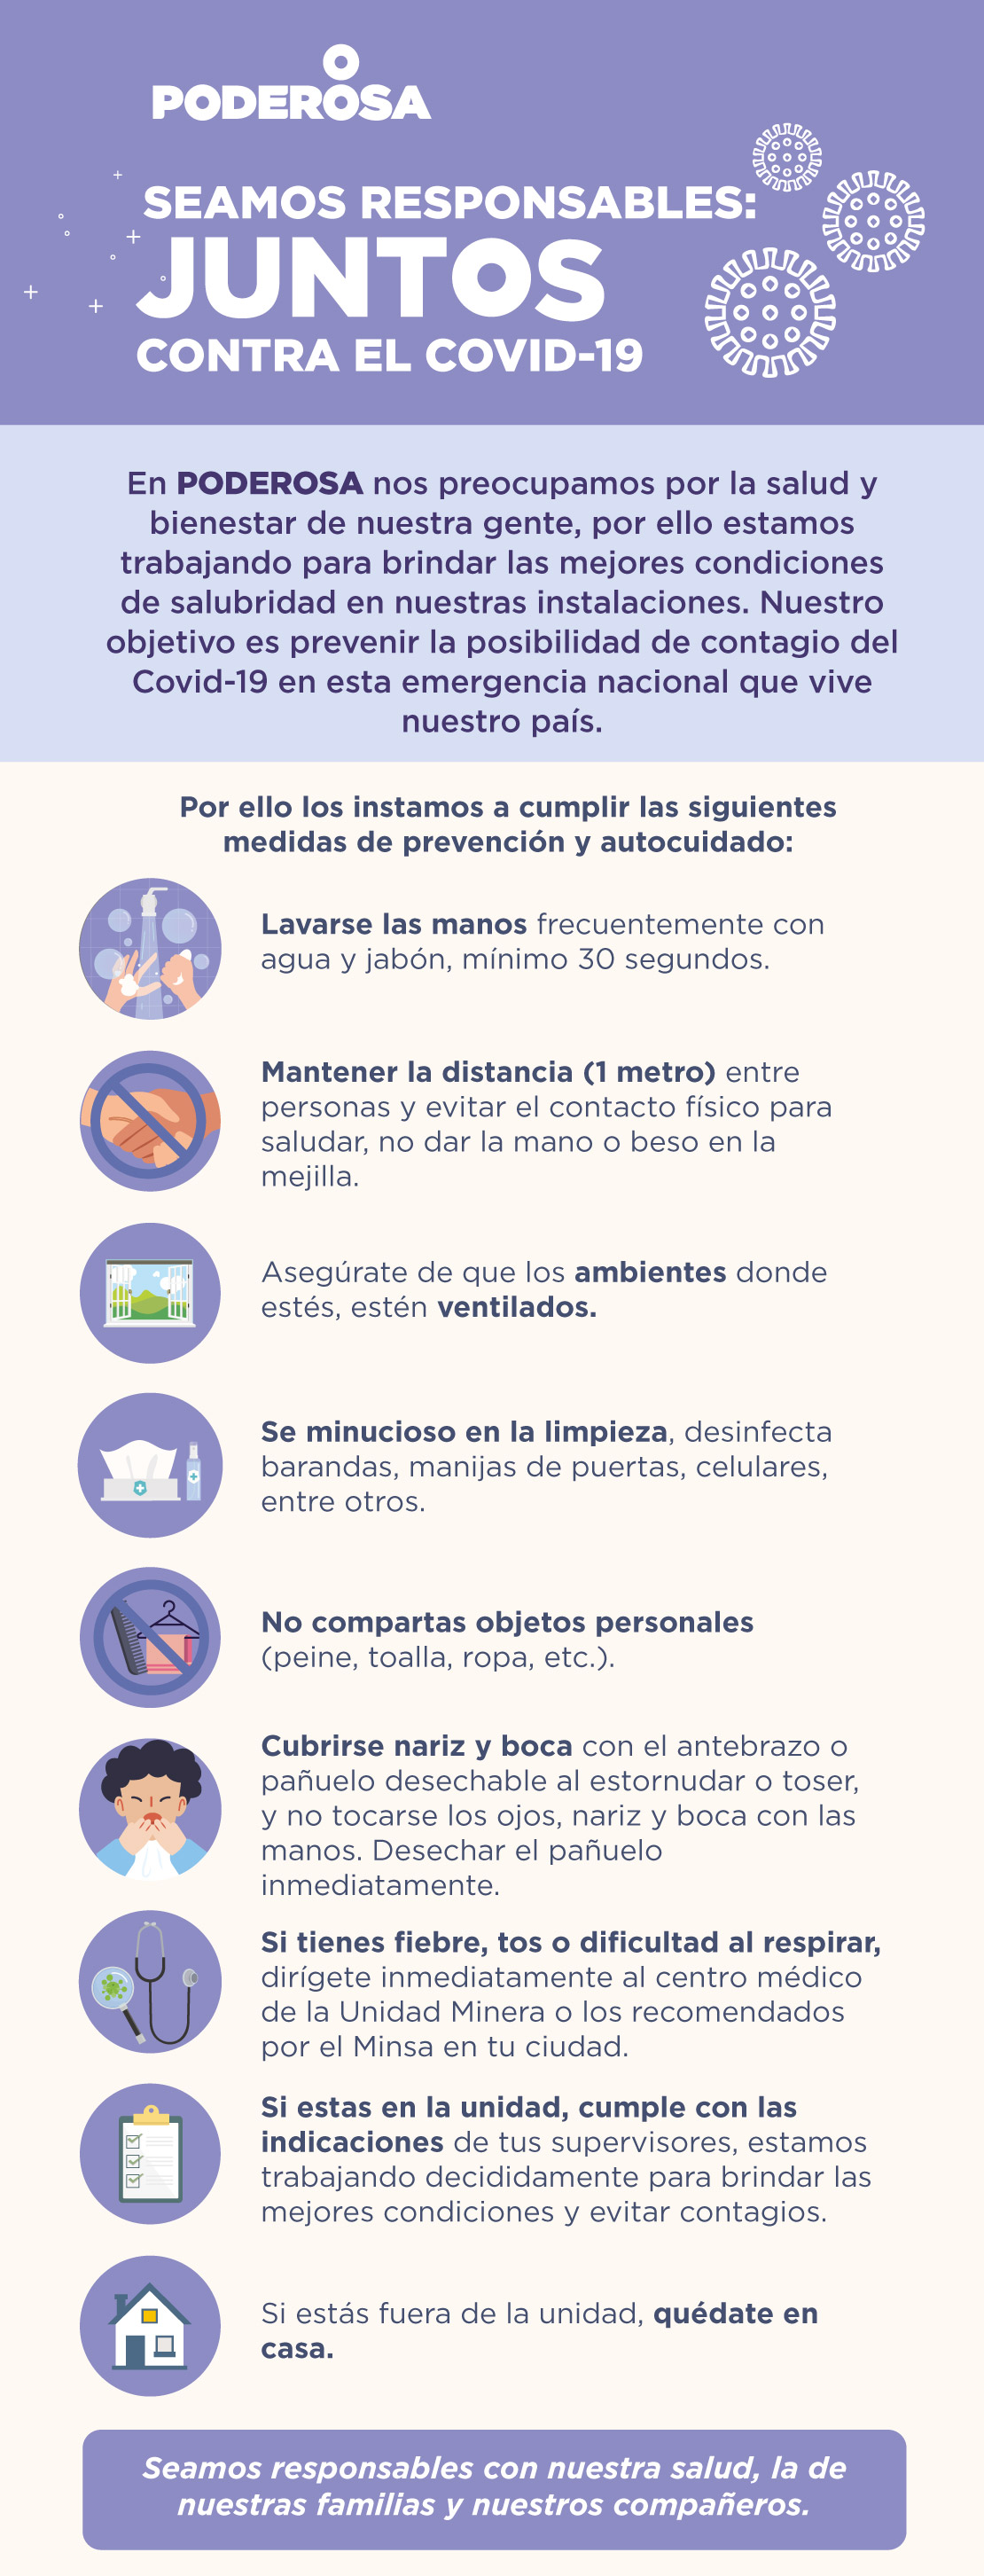 PODEROSA
SEAMOS RESPONSABLES:
JUNTOS
CONTRA EL COVID-19
En PODEROSA nos preocupamos por la salud y
bienestar de nuestra gente, por ello estamos
trabajando para brindar las mejores condiciones
de salubridad en nuestras instalaciones. Nuestro
objetivo es prevenir la posibilidad de contagio del
Covid-19 en esta emergencia nacional que vive
nuestro país.
Por ello los instamos a cumplir las siguientes
medidas de prevención y autocuidado:
Lavarse las manos frecuentemente con
agua y jabón, mínimo 30 segundos.
Mantener la distancia (1 metro) entre
personas y evitar el contacto físico para
saludar, no dar la mano o beso en la
mejilla.
Asegúrate de que los ambientes donde
estés, estén ventilados.
Se minucioso en la limpieza, desinfecta
barandas, manijas de puertas, celulares,
entre otros.
No compartas objetos personales
(peine, toalla, ropa, etc.).
Cubrirse nariz y boca con el antebrazo o
pañuelo desechable al estornudar o toser,
y no tocarse los ojos, nariz y boca con las
manos. Desechar el pañuelo
inmediatamente.
Si tienes fiebre, tos o dificultad al respirar,
dirígete inmediatamente al centro médico
de la Unidad Minera o los recomendados
por el Minsa en tu ciudad.
Si estas en la unidad, cumple con las
indicaciones de tus supervisores, estamos
trabajando decididamente para brindar las
mejores condiciones y evitar contagios.
Si estás fuera de la unidad, quédate en
casa.
Seamos responsables con nuestra salud, la de
nuestras familias y nuestros compañeros.